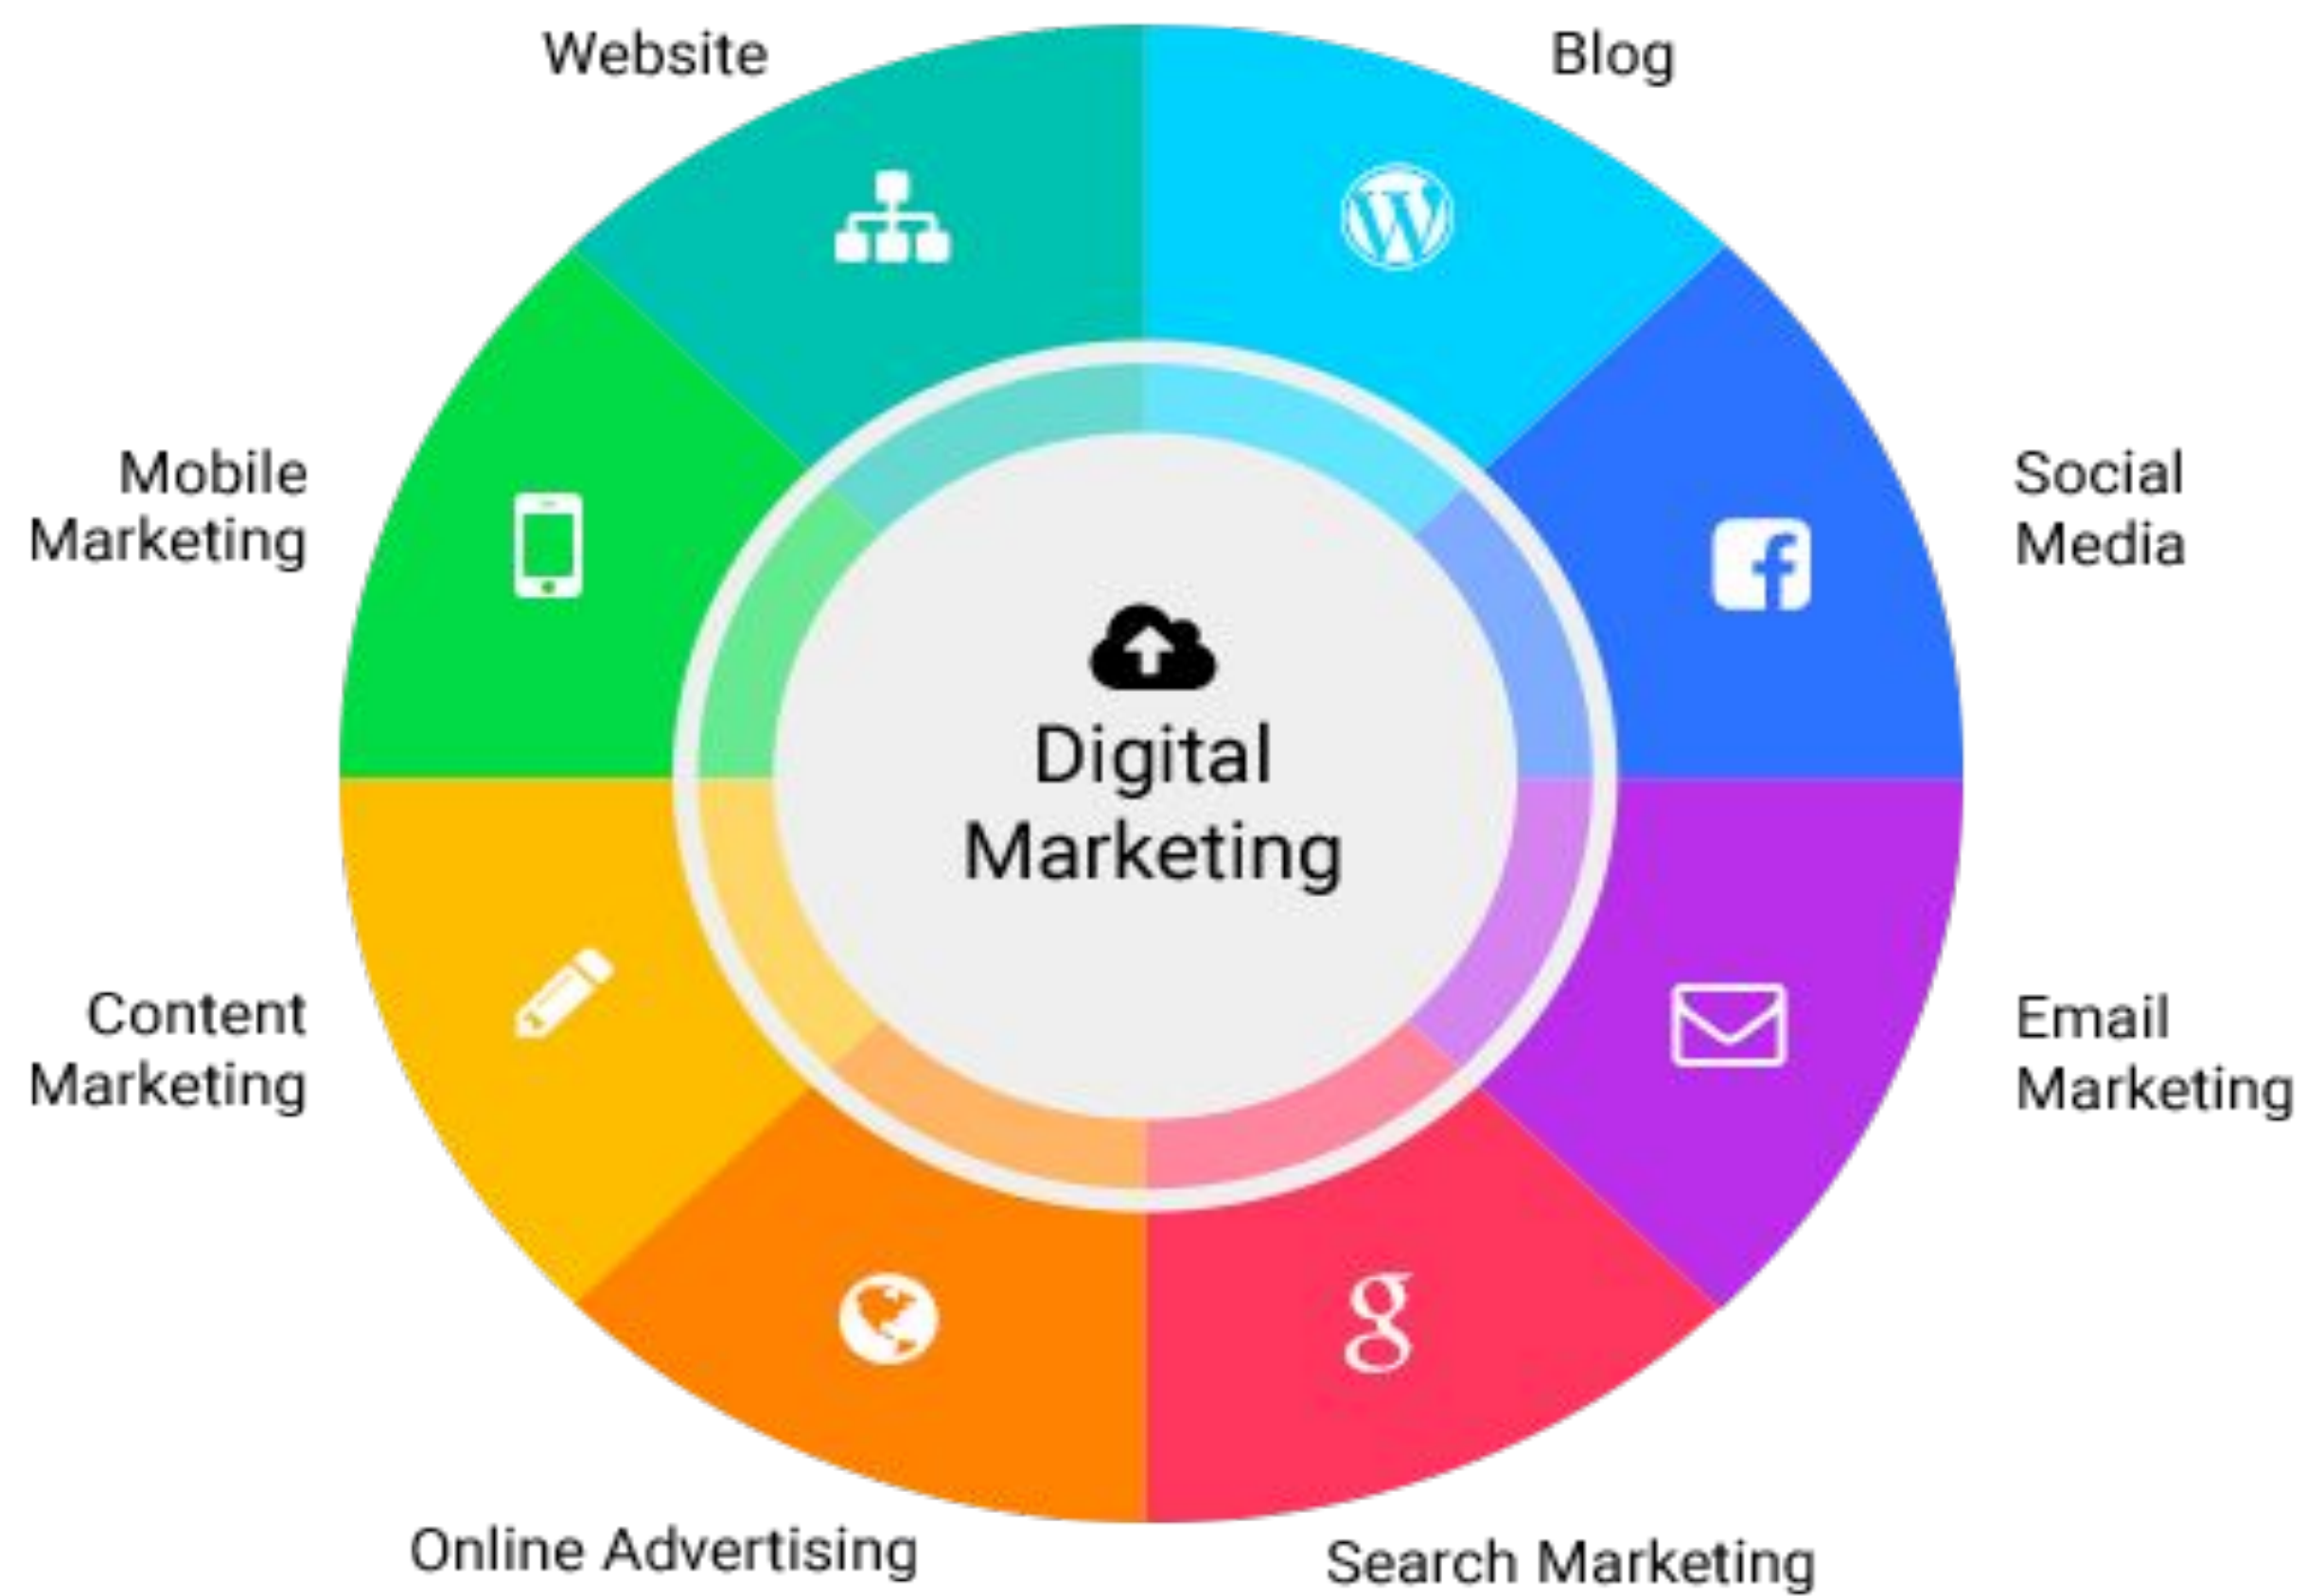 Website
Blog
Mobile
Marketing
Social
Media
Digital
Marketing
Content
Marketing
Email
Marketing
Online Advertising
Search Marketing